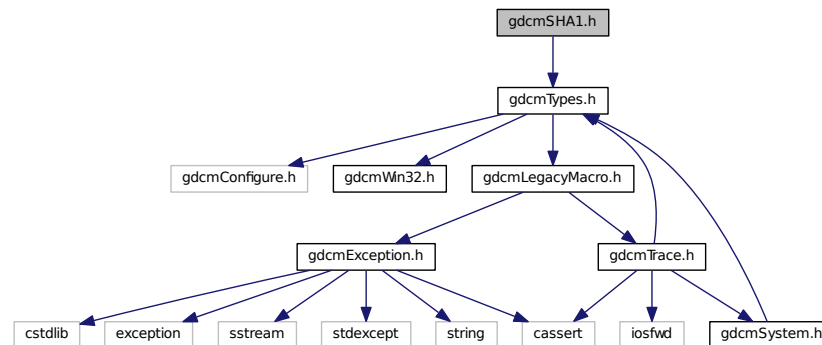 gdcmSHA1.h
gdcmTypes.h
gdcmConfigure.h
gdcmWin32.h
gdcmLegacyMacro.h
gdcmException.h
gdcmTrace.h
cstdlib
exception
sstream
stdexcept
string
cassert
iosfwd
gdcmSystem.h